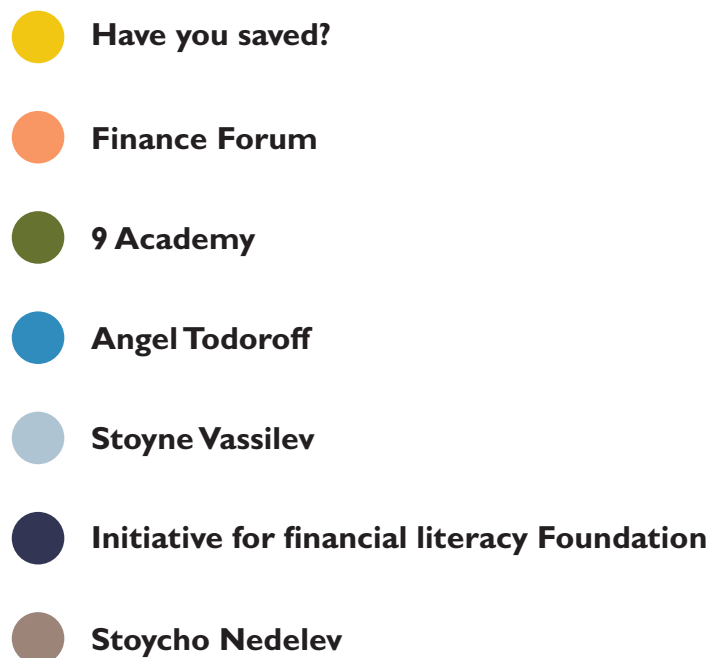 Have you saved?
Finance Forum
9 Academy
Angel Todoroff
Stoyne Vassilev
Initiative for financial literacy Foundation
Stoycho Nedelev